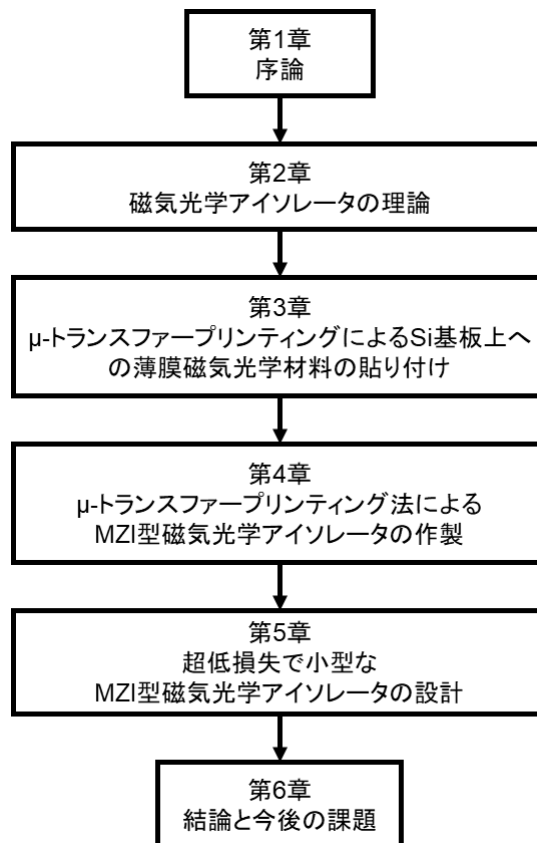 第1章
序論
第2章
磁気光学アイソレータの理論
第3章
μ-トランスファープリンティングによるSi基板上へ
の薄膜磁気光学材料の貼り付け
第4章
μ-トランスファープリンティング法による
MZI型磁気光学アイソレータの作製
第5章
超低損失で小型な
MZI型磁気光学アイソレータの設計
第6章
結論と今後の課題